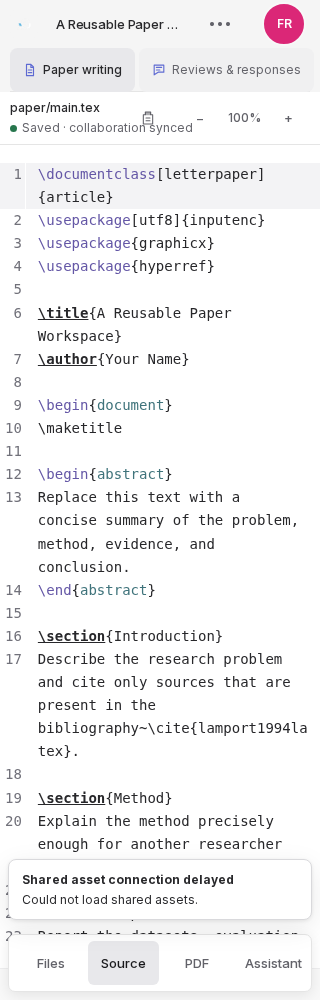 A Reusable Paper …
FR
Paper writing
Reviews & responses
paper/main.tex
Saved · collaboration synced
– 100% +
1 \documentclass[letterpaper]
{article}
2 \usepackage[utf8]{inputenc}
3 \usepackage{graphicx}
4 \usepackage{hyperref}
5
6 \title{A Reusable Paper
Workspace}
7 \author{Your Name}
8
9 \begin{document}
10 \maketitle
11
12 \begin{abstract}
13 Replace this text with a
concise summary of the problem,
method, evidence, and
conclusion.
14 \end{abstract}
15
16 \section{Introduction}
17 Describe the research problem
and cite only sources that are
present in the
bibliography~\cite{lamport1994la
tex}.
18
19 \section{Method}
20 Explain the method precisely
enough for another researcher
Shared asset connection delayed
Could not load shared assets.
Files
Source
PDF
Assistant